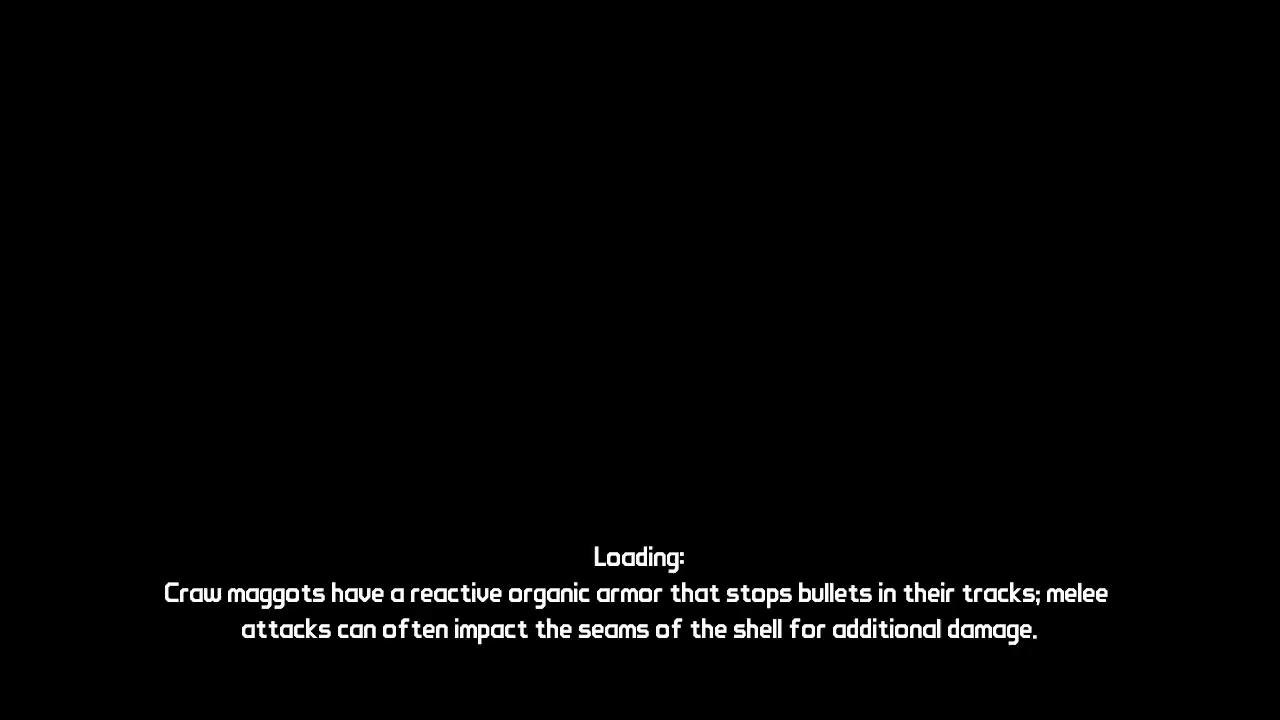 Loading:
Craw maggots have a reactive organic armor that stops bullets in their tracks; melee
attacks can often impact the seams of the shell for additional damage.